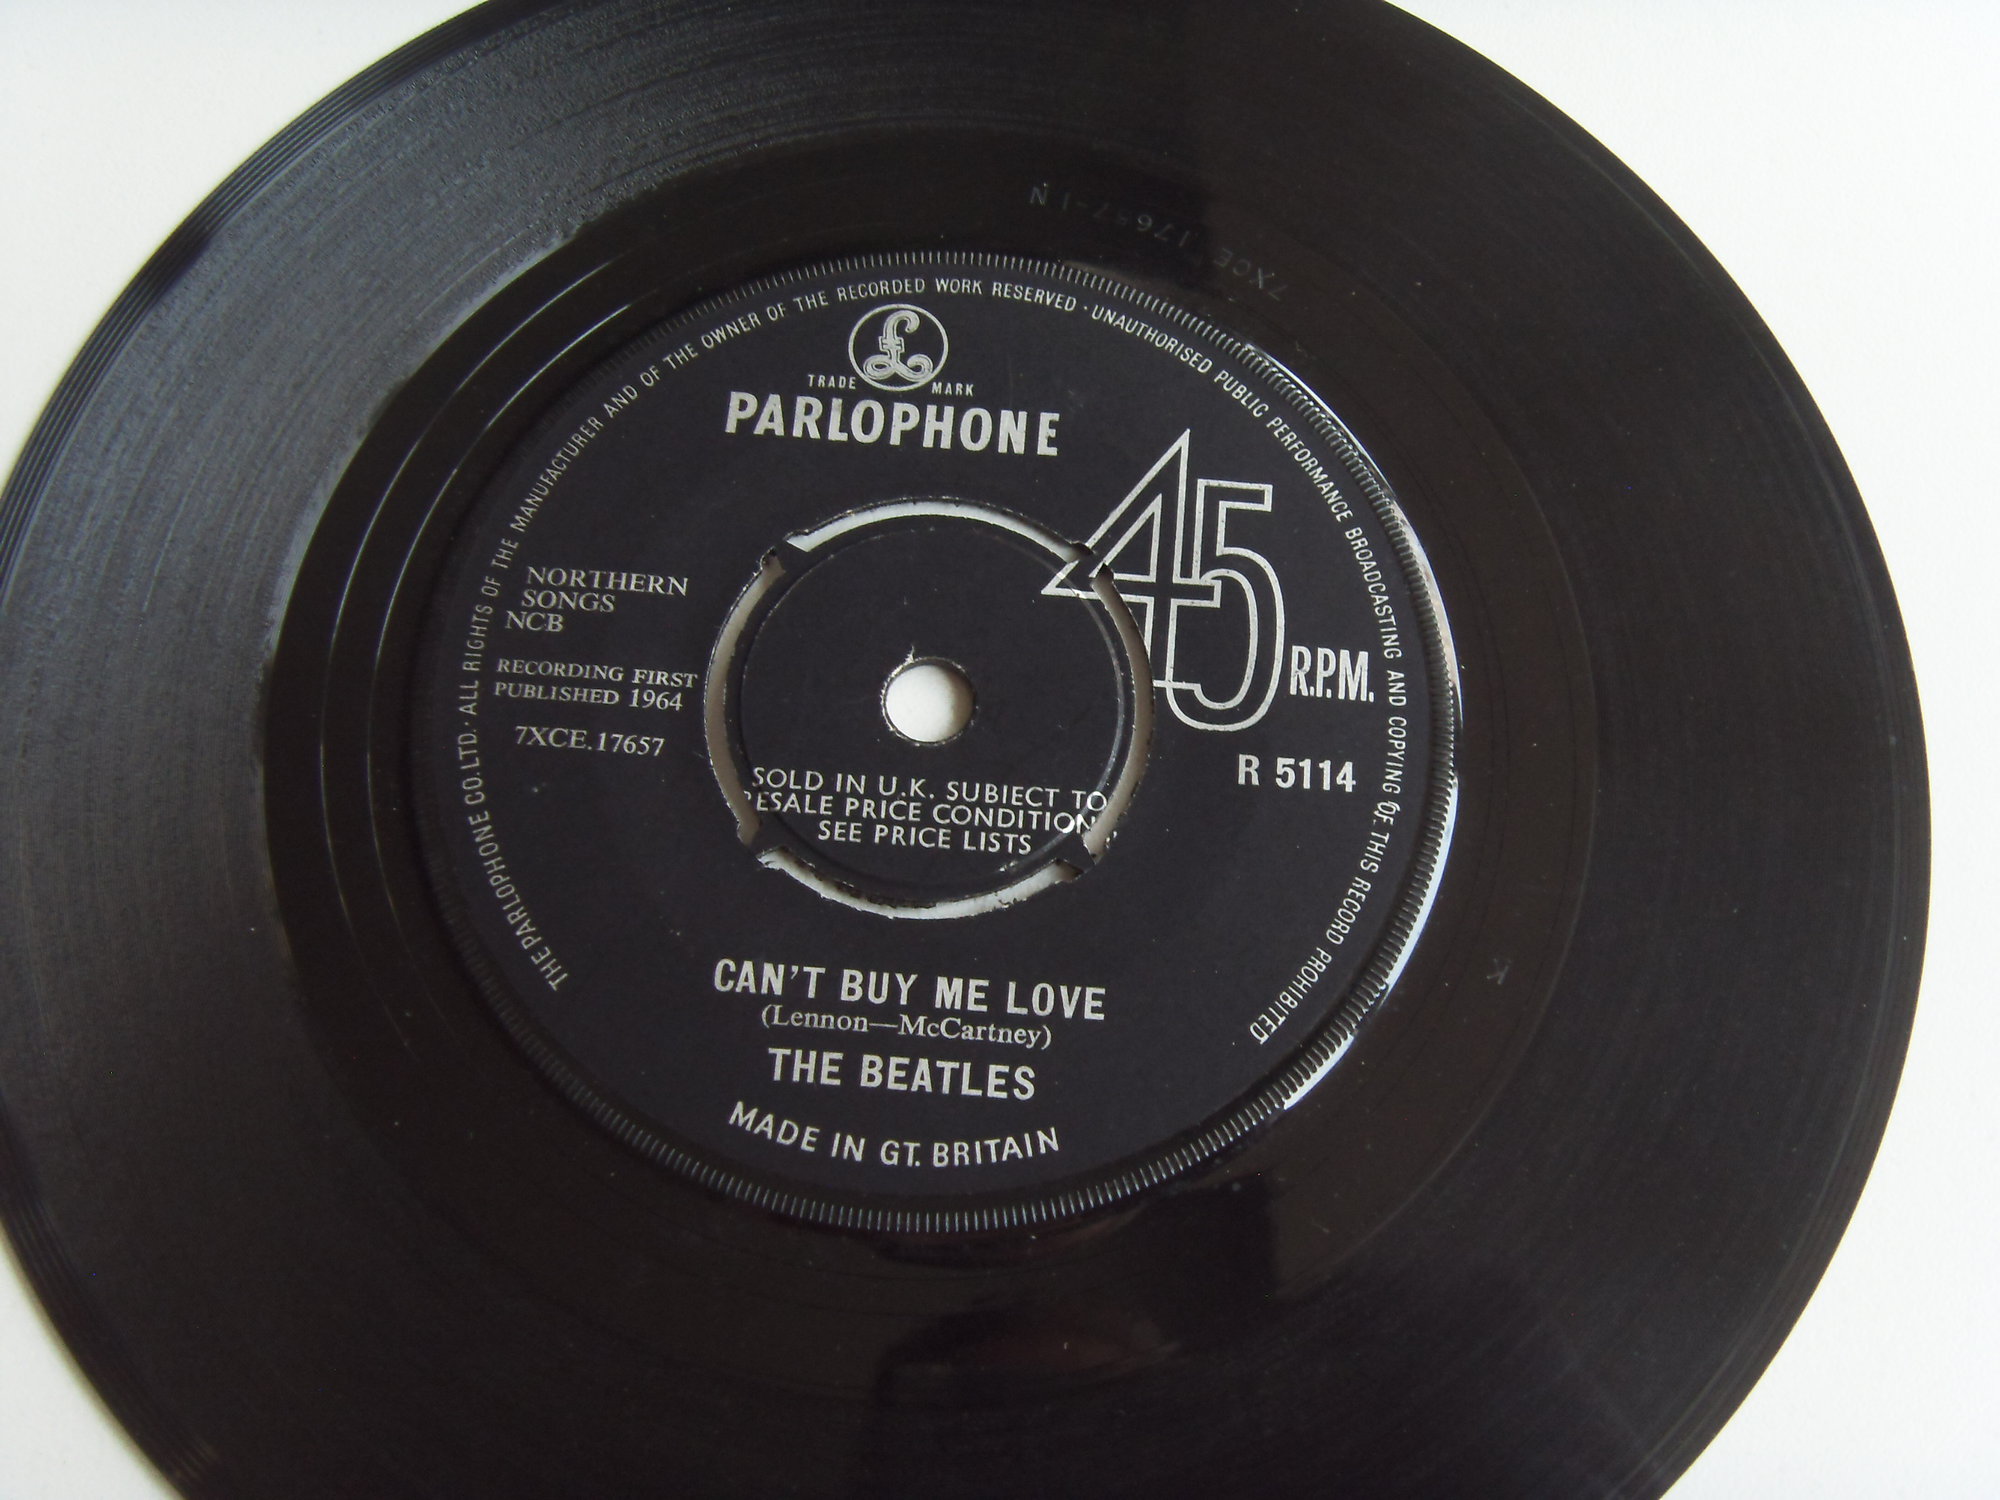 7XCE 17657-1N
THE PARLOPHONE CO.LTD. · ALL RIGHTS OF THE MANUFACTURER AND OF THE OWNER OF THE RECORDED WORK RESERVED · UNAUTHORISED PUBLIC PERFORMANCE BROADCASTING AND COPYING OF THIS RECORD PROHIBITED
£
TRADE MARK
PARLOPHONE
45 R.P.M.
NORTHERN
SONGS
NCB
RECORDING FIRST
PUBLISHED 1964
7XCE.17657
R 5114
SOLD IN U.K. SUBJECT TO
RESALE PRICE CONDITIONS
SEE PRICE LISTS
K
CAN'T BUY ME LOVE
(Lennon—McCartney)
THE BEATLES
MADE IN GT. BRITAIN